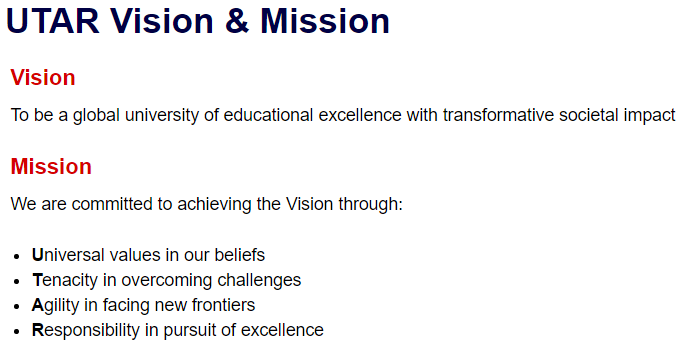 UTAR Vision & Mission
Vision
To be a global university of educational excellence with transformative societal impact
Mission
We are committed to achieving the Vision through:
• Universal values in our beliefs
• Tenacity in overcoming challenges
• Agility in facing new frontiers
• Responsibility in pursuit of excellence